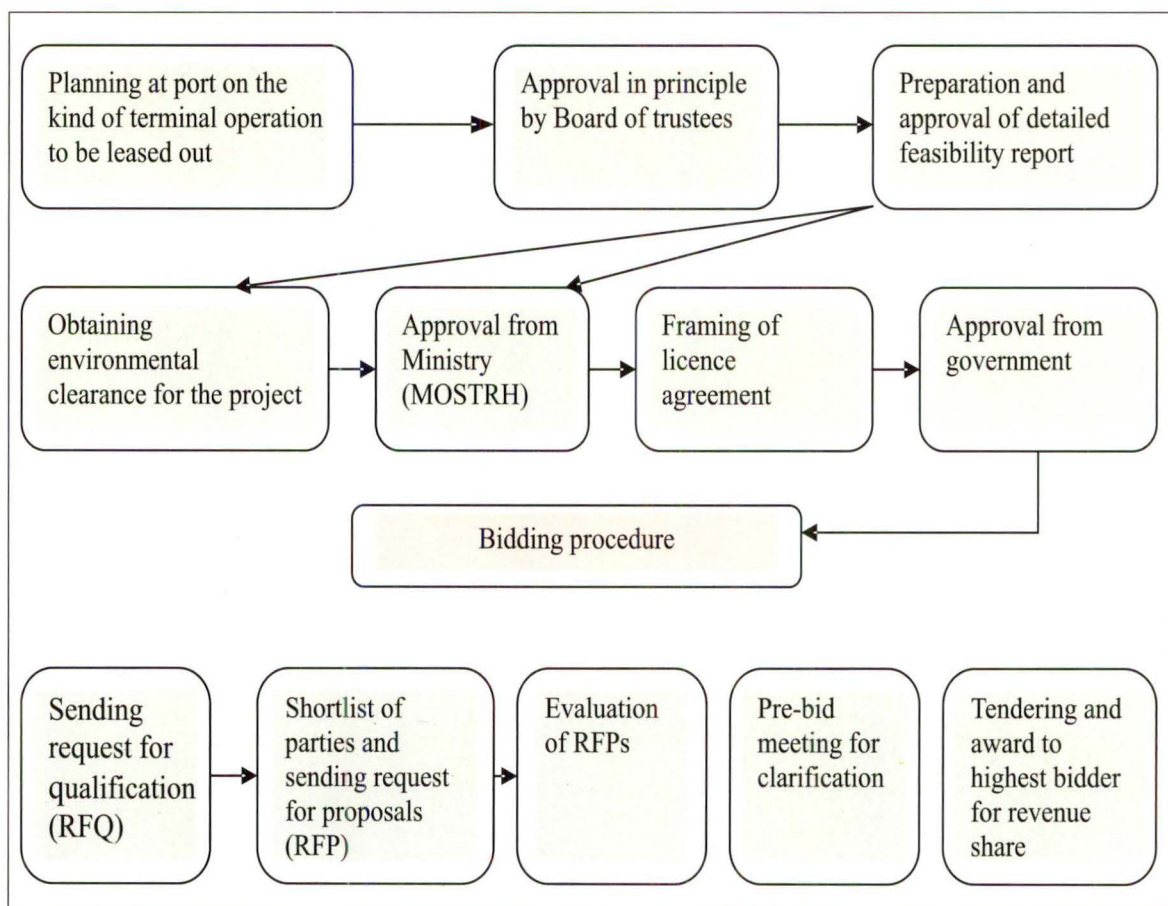 Planning at port on the
kind of terminal operation
to be leased out
Approval in principle
by Board of trustees
Preparation and
approval of detailed
feasibility report
Obtaining
environmental
clearance for the project
Approval from
Ministry
(MOSTRH)
Framing of
licence
agreement
Approval from
government
Bidding procedure
Sending
request for
qualification
(RFQ)
Shortlist of
parties and
sending request
for proposals
(RFP)
Evaluation
of RFPs
Pre-bid
meeting for
clarification
Tendering and
award to
highest bidder
for revenue
share